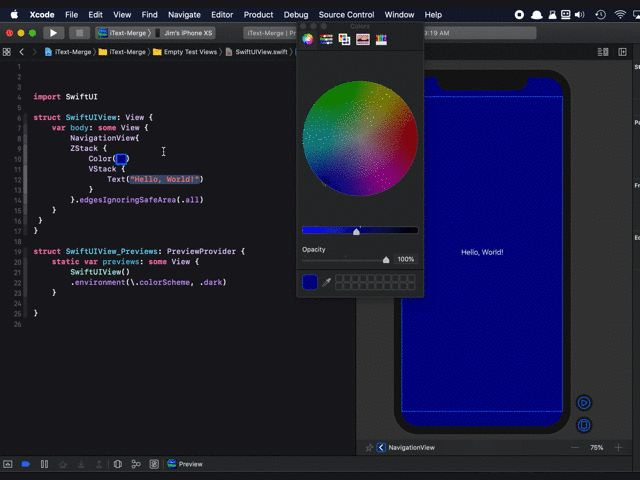 Xcode File Edit View Find Navigate Editor Product Debug Source Control Window Help
iText-Merge Jim's iPhone XS iText-Merge | Pr :19 AM
Colors
iText-Merge iText-Merge Empty Test Views SwiftUIView.swift
1
2
3
4 import SwiftUI
5
6 struct SwiftUIView: View {
7 var body: some View {
8 NavigationView{
9 ZStack {
10 Color( )
11 VStack {
12 Text("Hello, World!")
13 }
14 }.edgesIgnoringSafeArea(.all)
15 }
16 }
17 }
18
19 struct SwiftUIView_Previews: PreviewProvider {
20 static var previews: some View {
21 SwiftUIView()
22 .environment(\.colorScheme, .dark)
23 }
24
25 }
26
Opacity
100%
Hello, World!
NavigationView 75%
Preview